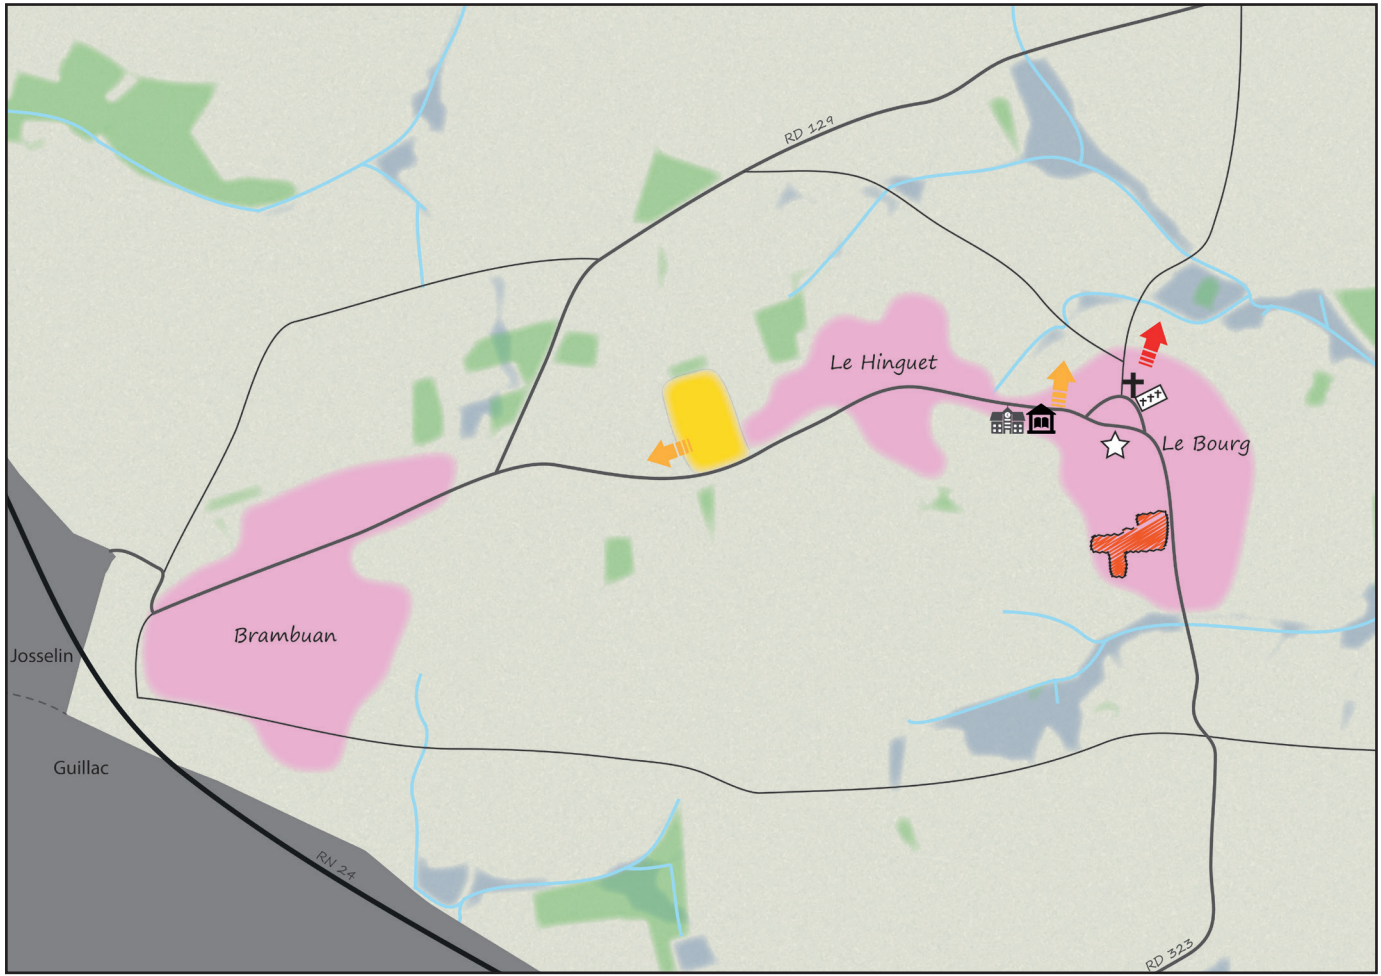 RD 129
Le Hinguet
Le Bourg
Brambuan
Josselin
Guillac
RN 24
RD 323